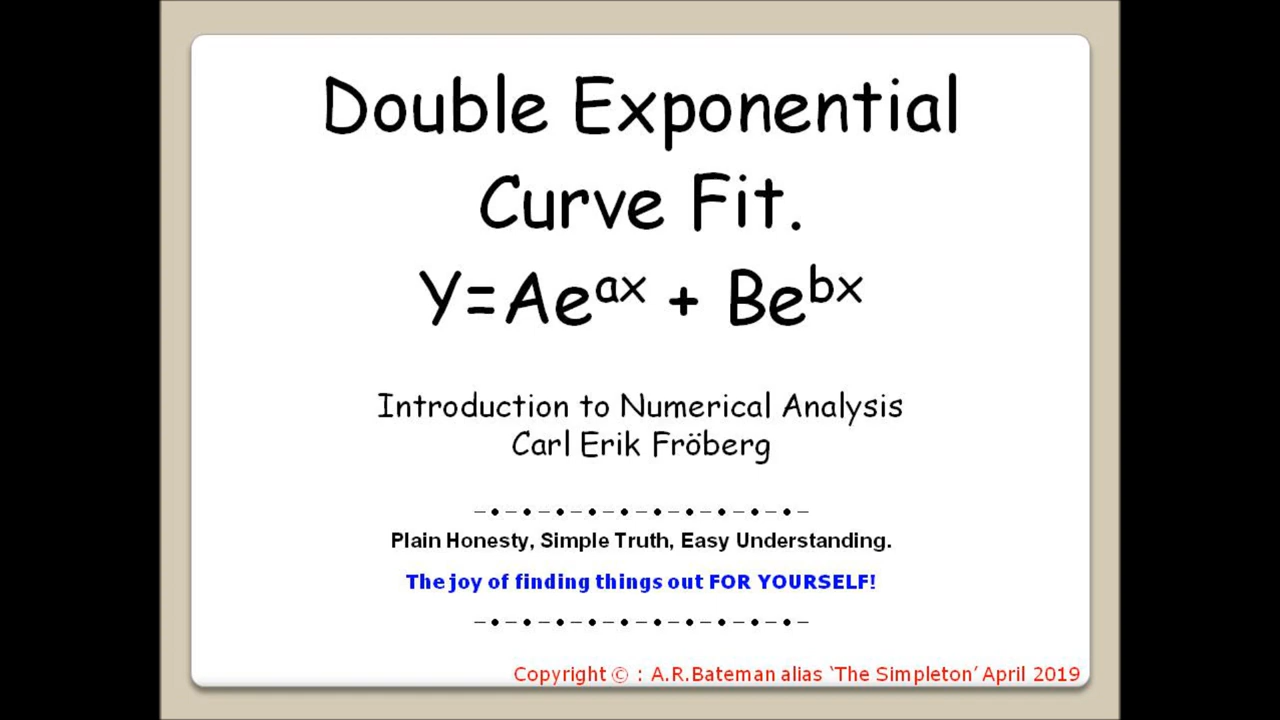 Double Exponential
Curve Fit.
Y=Ae^ax + Be^bx
Introduction to Numerical Analysis
Carl Erik Fröberg
Plain Honesty, Simple Truth, Easy Understanding.
The joy of finding things out FOR YOURSELF!
Copyright © : A.R.Bateman alias ‘The Simpleton’ April 2019